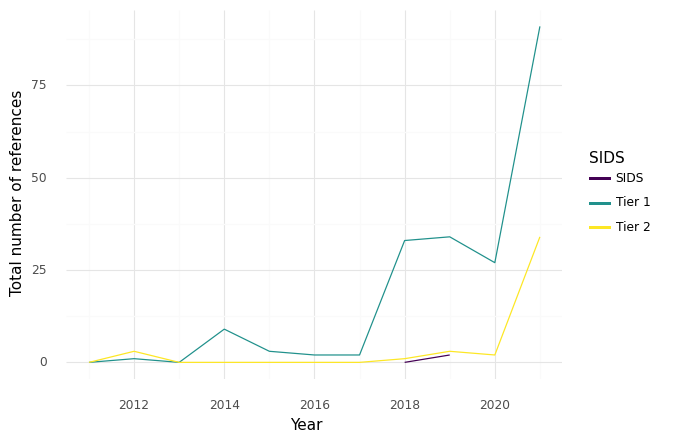 75
50
25
0
Total number of references
2012 2014 2016 2018 2020
Year
SIDS
SIDS
Tier 1
Tier 2